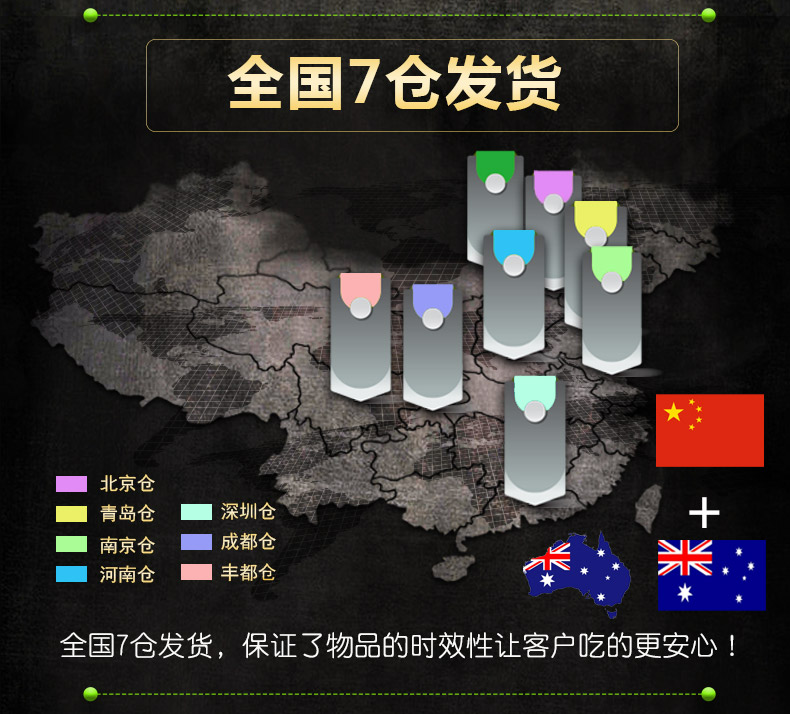 全国7仓发货
北京仓
青岛仓
南京仓
河南仓
深圳仓
成都仓
丰都仓
+
全国7仓发货，保证了物品的时效性让客户吃的更安心！